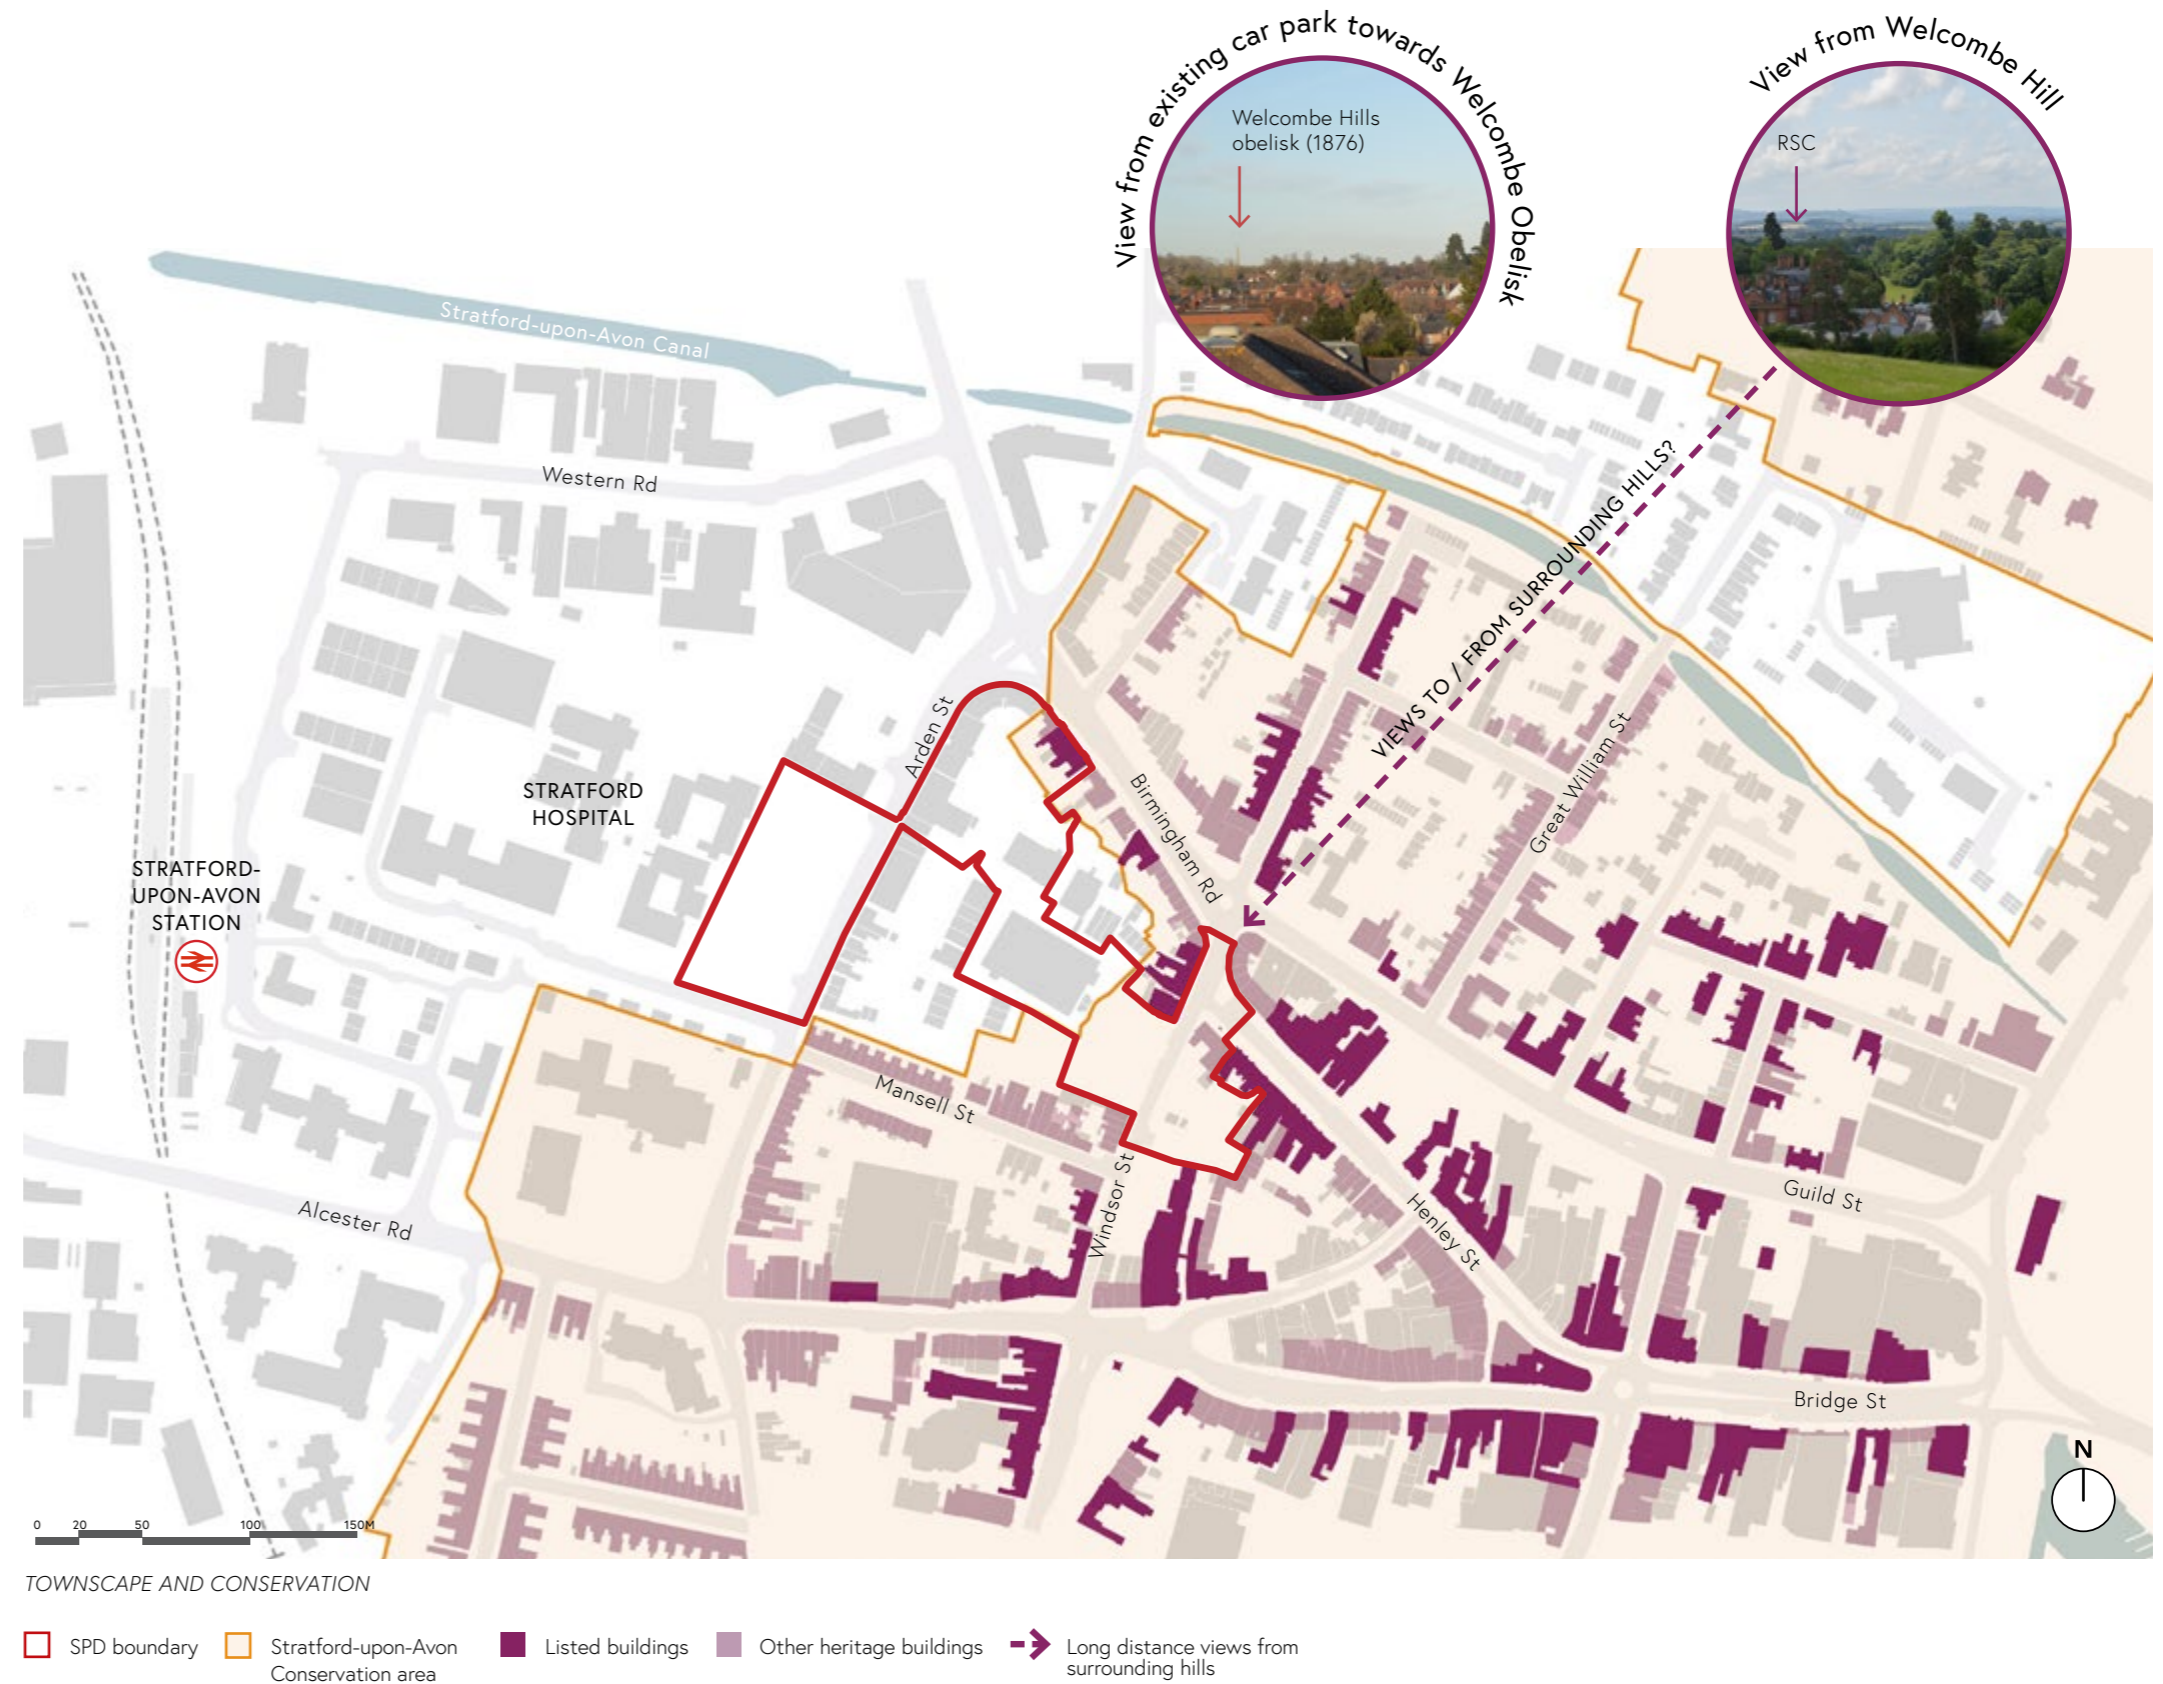 View from existing car park towards Welcombe Obelisk
View from Welcombe Hill
Welcombe Hills
obelisk (1876)
RSC
Stratford-upon-Avon Canal
Western Rd
VIEWS TO / FROM SURROUNDING HILLS?
Arden St
Great William St
Birmingham Rd
STRATFORD
HOSPITAL
STRATFORD-
UPON-AVON
STATION
Mansell St
Windsor St
Alcester Rd
Henley St
Guild St
Bridge St
N
0 20 50 100 150M
TOWNSCAPE AND CONSERVATION
SPD boundary
Stratford-upon-Avon
Conservation area
Listed buildings
Other heritage buildings
Long distance views from
surrounding hills